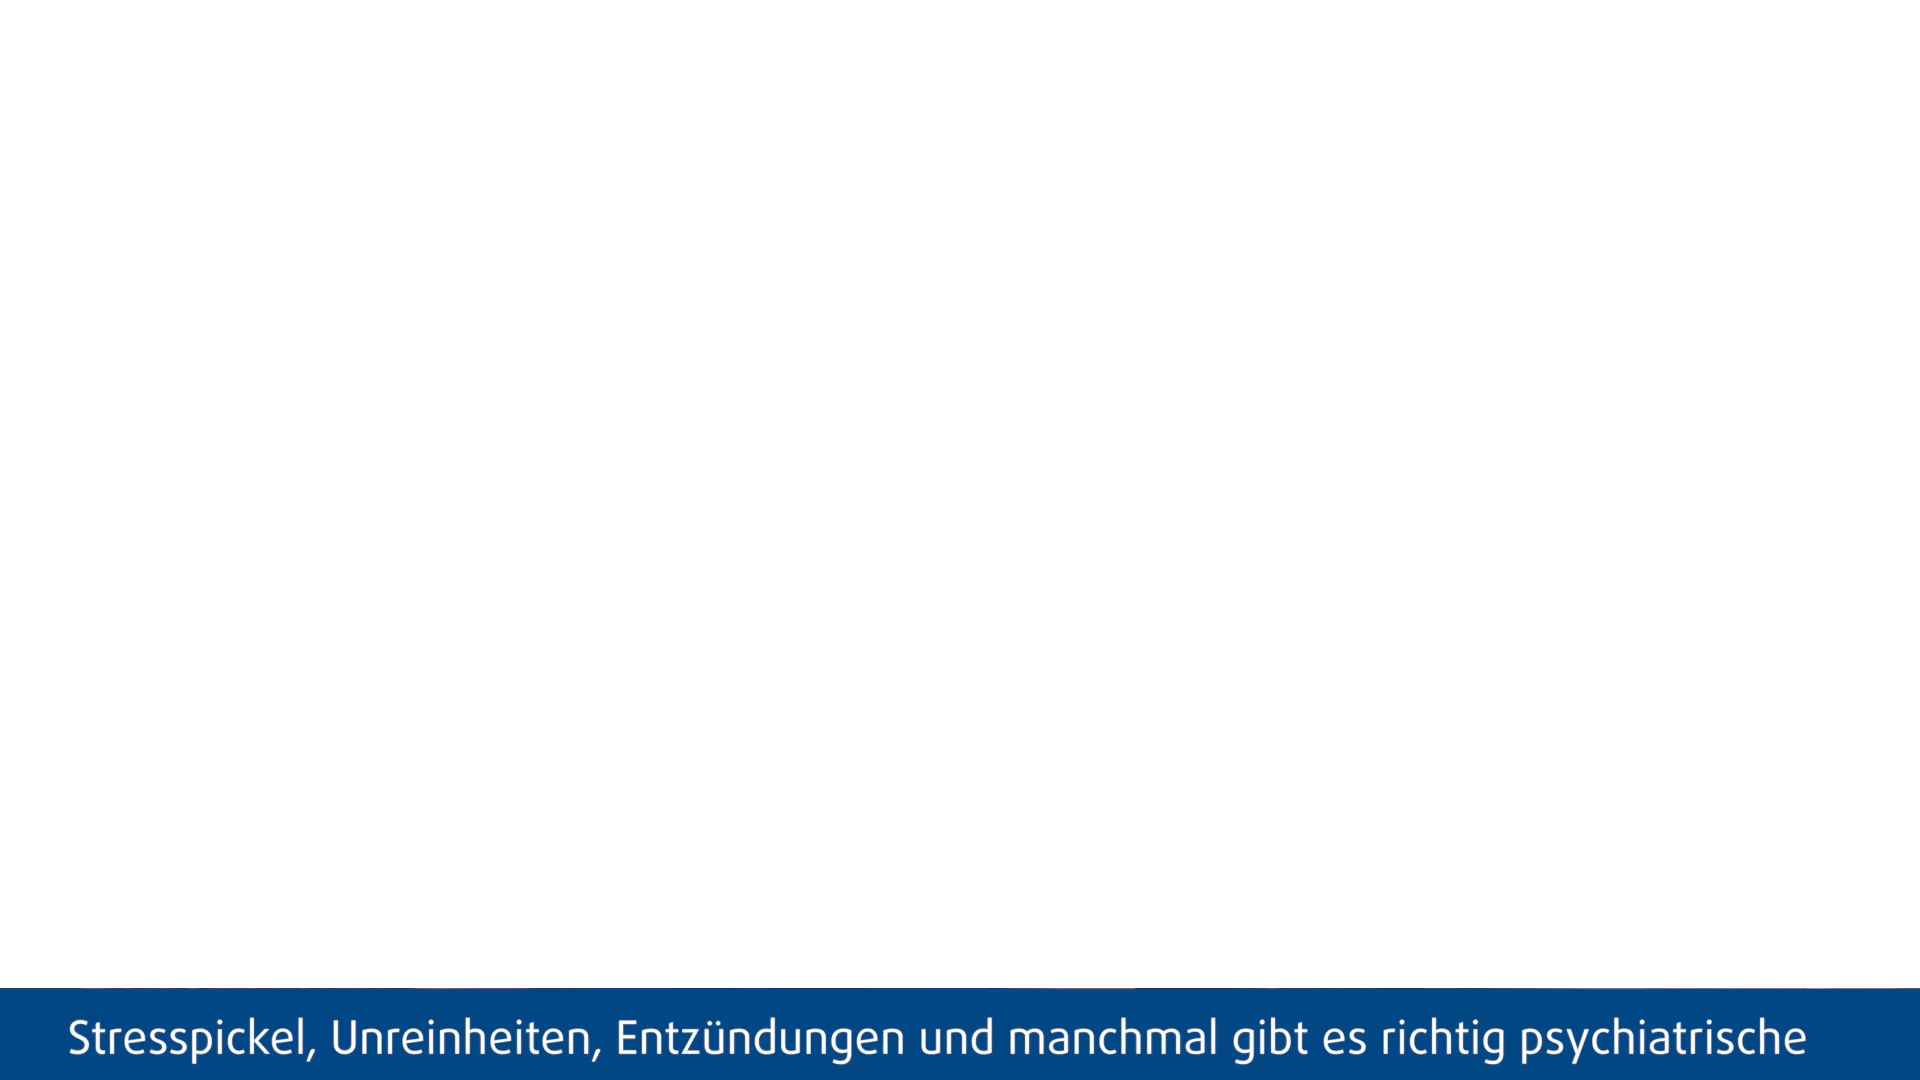 Stresspickel, Unreinheiten, Entzündungen und manchmal gibt es richtig psychiatrische